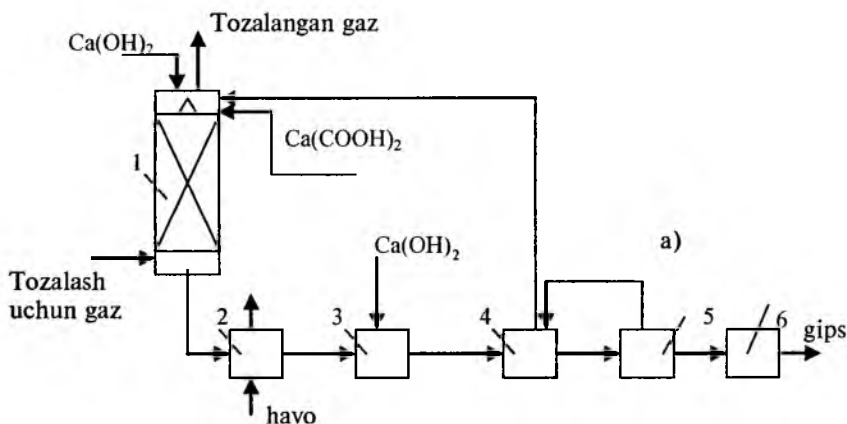 Tozalangan gaz
Ca(OH)₂
Ca(COOH)₂
1
Ca(OH)₂
a)
Tozalash
uchun gaz
2
3
4
5
6
gips
havo